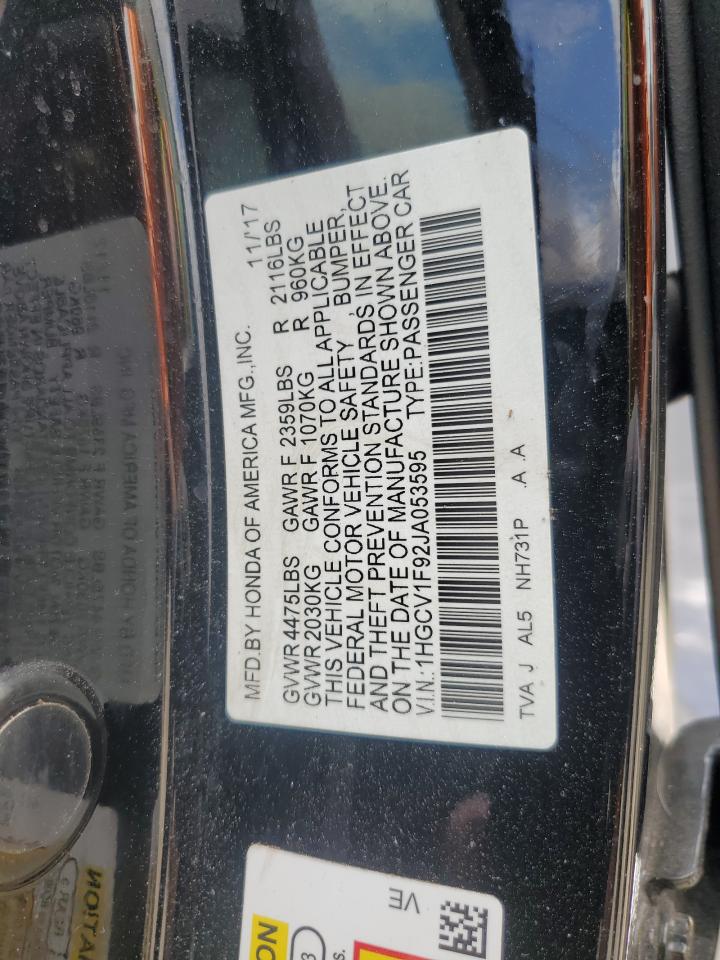 MFD.BY HONDA OF AMERICA MFG.,INC. 11/'17
GVWR 4475LBS GAWR F 2359LBS R 2116LBS
GVWR 2030KG GAWR F 1070KG R 960KG
THIS VEHICLE CONFORMS TO ALL APPLICABLE
FEDERAL MOTOR VEHICLE SAFETY, BUMPER,
AND THEFT PREVENTION STANDARDS IN EFFECT
ON THE DATE OF MANUFACTURE SHOWN ABOVE.
V.I.N.:1HGCV1F92JA053595 TYPE:PASSENGER CAR
TVA J AL5 NH731P .A .A
VE